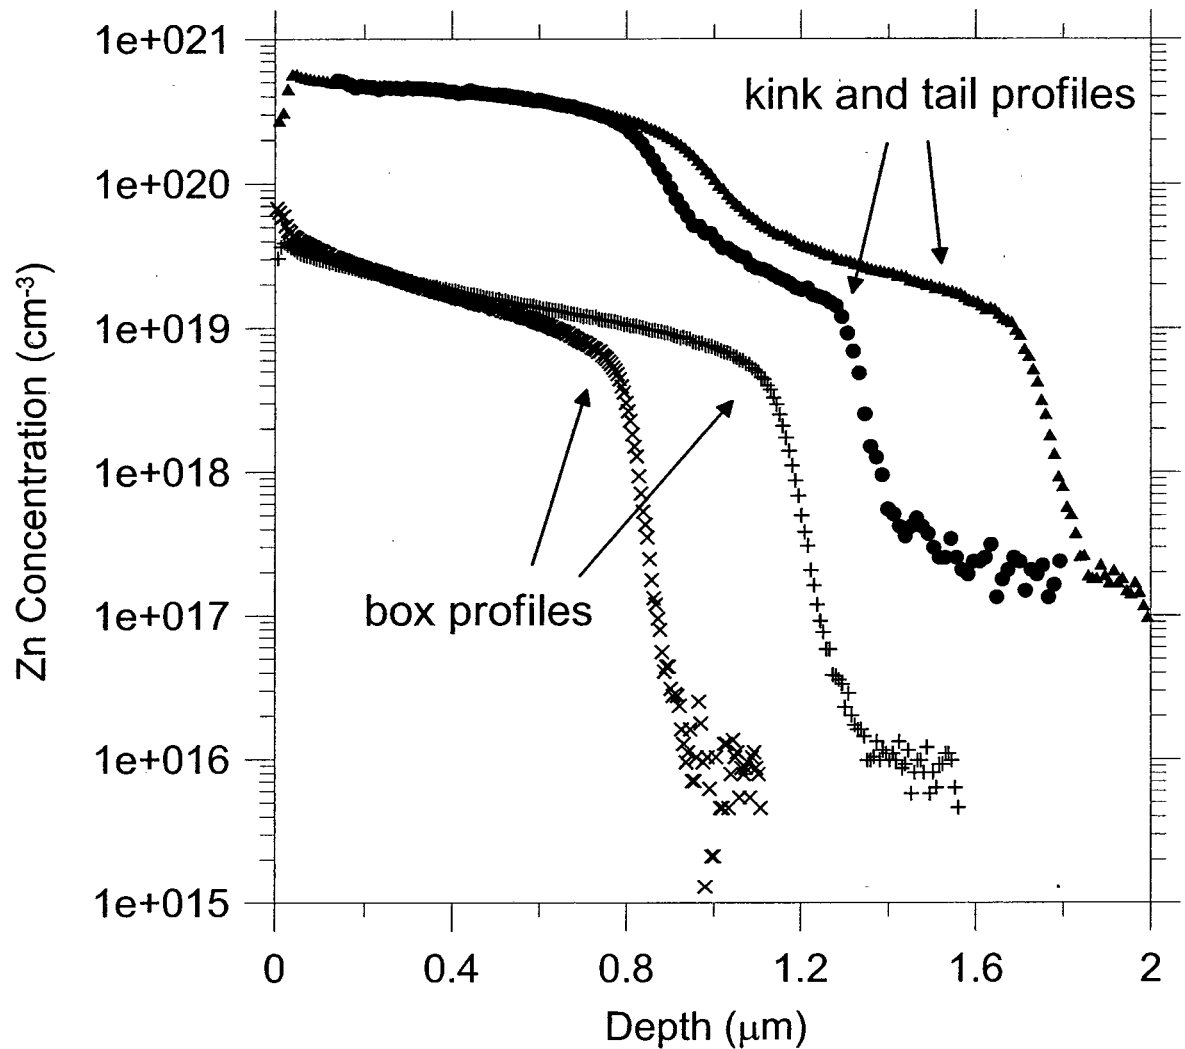 1e+021
1e+020
1e+019
1e+018
1e+017
1e+016
1e+015
Zn Concentration (cm-3)
kink and tail profiles
box profiles
0
0.4
0.8
1.2
1.6
2
Depth (μm)